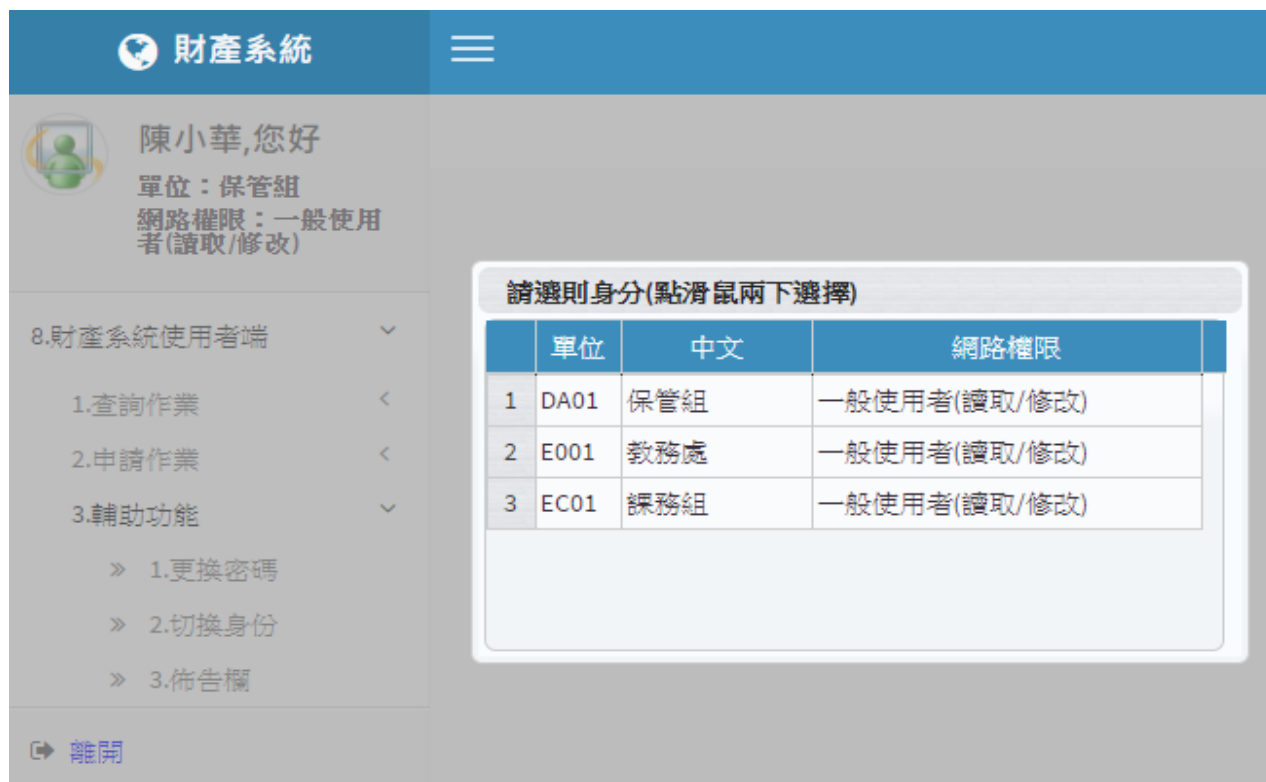 財產系統
陳小華,您好
單位：保管組
網路權限：一般使用
者(讀取/修改)
8.財產系統使用者端
1.查詢作業
2.申請作業
3.輔助功能
1.更換密碼
2.切換身份
3.佈告欄
離開
請選則身分(點滑鼠兩下選擇)
單位 中文 網路權限
1 DA01 保管組 一般使用者(讀取/修改)
2 E001 教務處 一般使用者(讀取/修改)
3 EC01 課務組 一般使用者(讀取/修改)